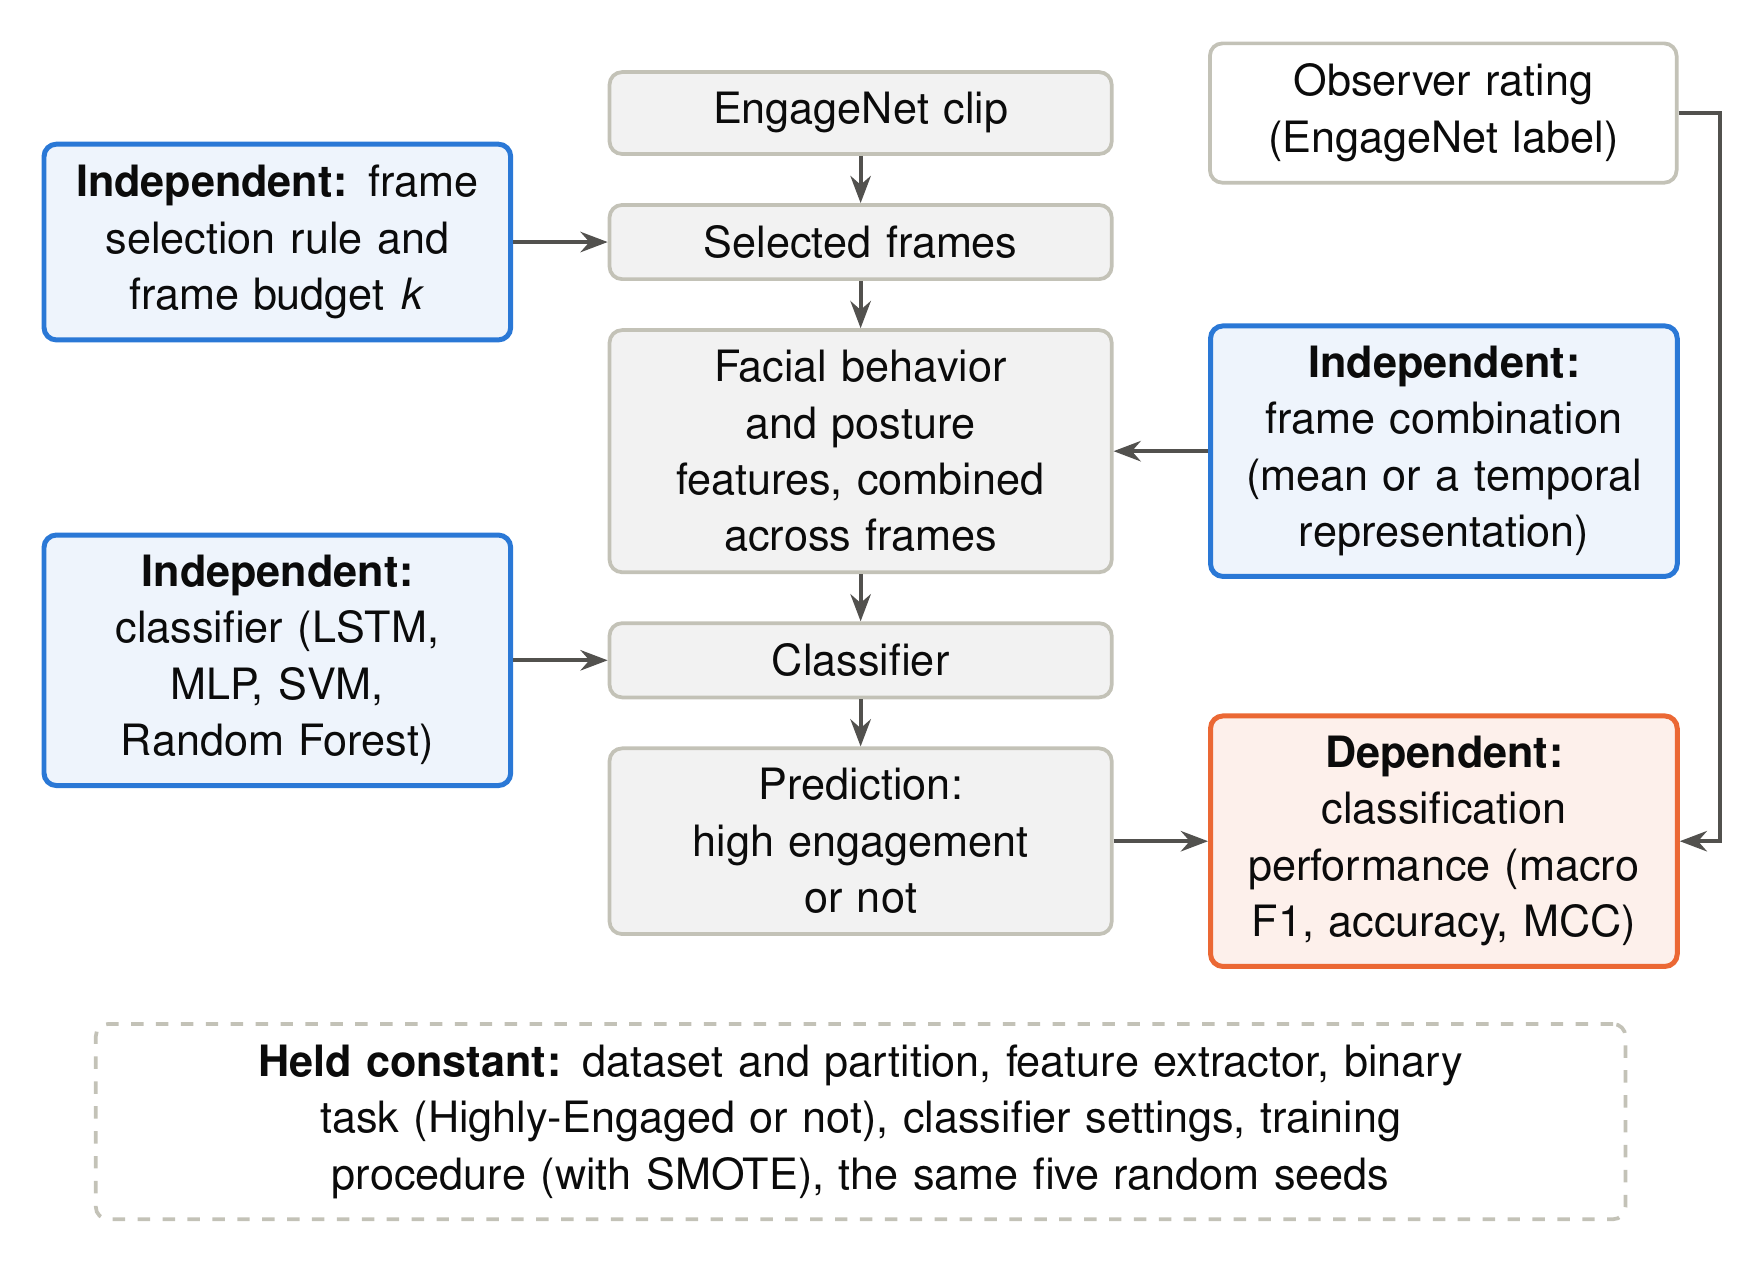 EngageNet clip
Observer rating
(EngageNet label)
Independent: frame
selection rule and
frame budget k
Selected frames
Facial behavior
and posture
features, combined
across frames
Independent:
frame combination
(mean or a temporal
representation)
Independent:
classifier (LSTM,
MLP, SVM,
Random Forest)
Classifier
Prediction:
high engagement
or not
Dependent:
classification
performance (macro
F1, accuracy, MCC)
Held constant: dataset and partition, feature extractor, binary
task (Highly-Engaged or not), classifier settings, training
procedure (with SMOTE), the same five random seeds